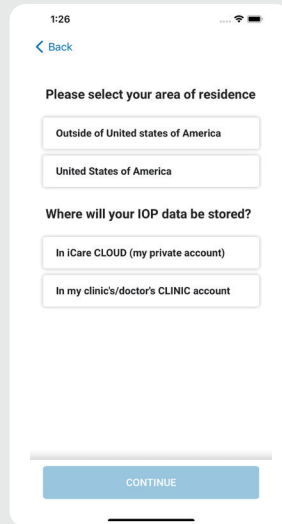 1:26
Back
Please select your area of residence
Outside of United states of America
United States of America
Where will your IOP data be stored?
In iCare CLOUD (my private account)
In my clinic's/doctor's CLINIC account
CONTINUE